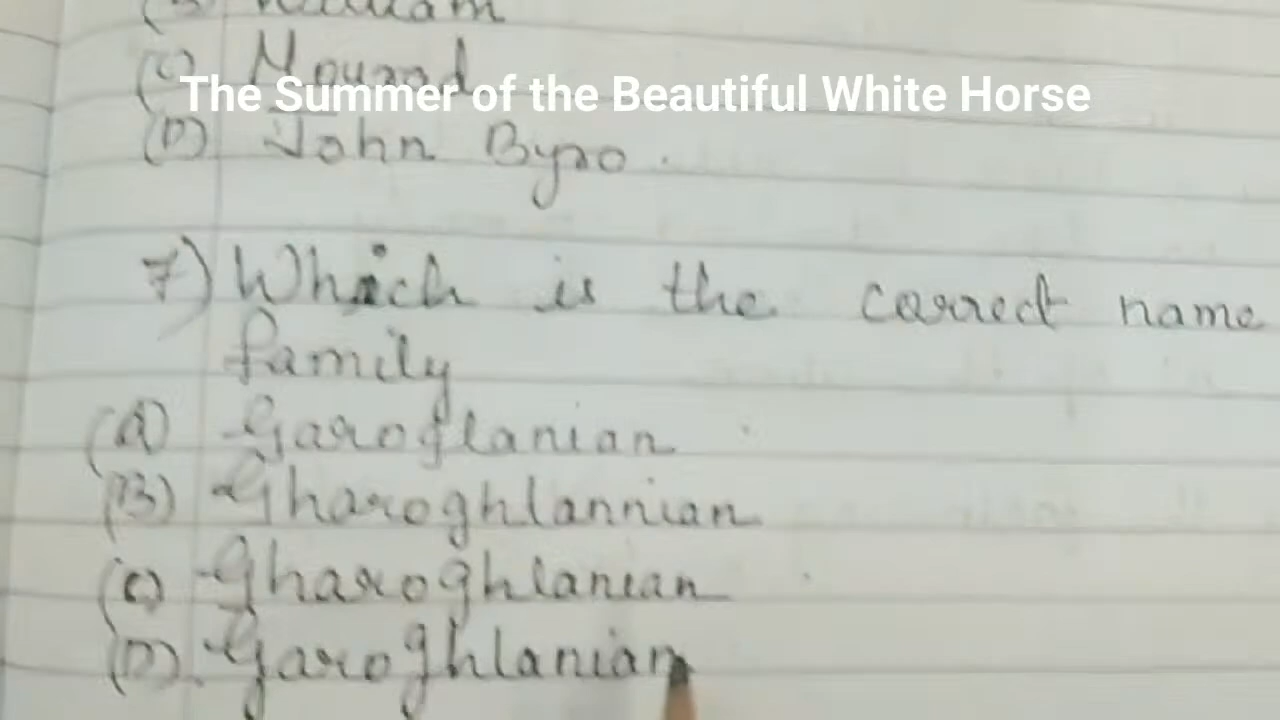 (C) Mourad
The Summer of the Beautiful White Horse
(D) John Byro.
7) Which is the correct name
family
(A) Garoglanian
(B) Gharoghlannian
(C) Gharoghlanian
(D) Garoghlanian